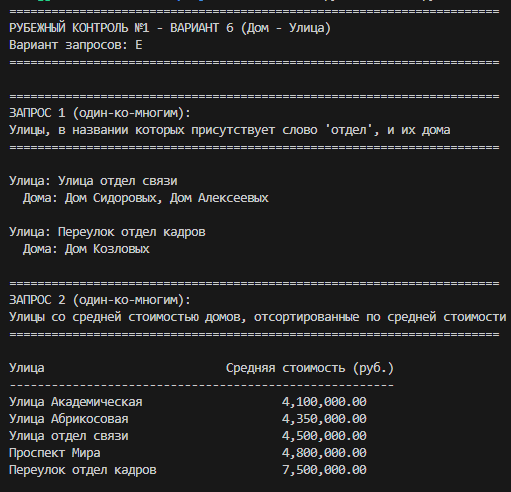 ======================================================================
РУБЕЖНЫЙ КОНТРОЛЬ №1 - ВАРИАНТ 6 (Дом - Улица)
Вариант запросов: Е
======================================================================
======================================================================
ЗАПРОС 1 (один-ко-многим):
Улицы, в названии которых присутствует слово 'отдел', и их дома
======================================================================
Улица: Улица отдел связи
  Дома: Дом Сидоровых, Дом Алексеевых
Улица: Переулок отдел кадров
  Дома: Дом Козловых
======================================================================
ЗАПРОС 2 (один-ко-многим):
Улицы со средней стоимостью домов, отсортированные по средней стоимости
======================================================================
Улица                          Средняя стоимость (руб.)
-------------------------------------------------------
Улица Академическая                    4,100,000.00
Улица Абрикосовая                      4,350,000.00
Улица отдел связи                      4,500,000.00
Проспект Мира                          4,800,000.00
Переулок отдел кадров                  7,500,000.00